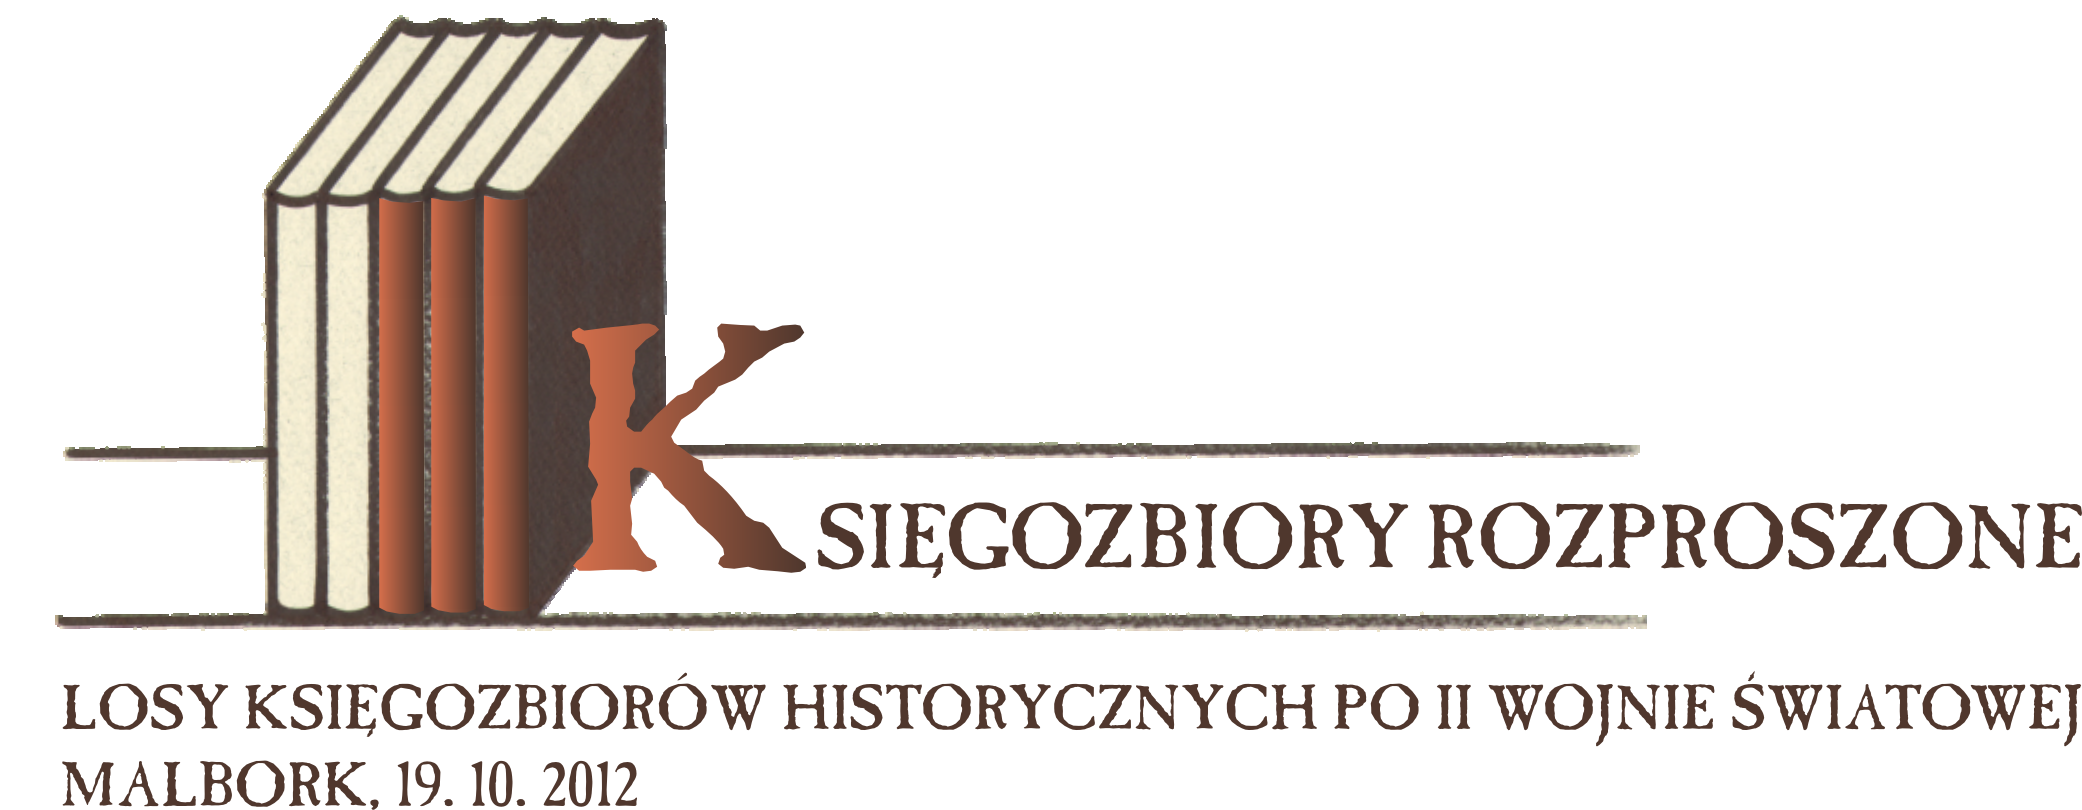 KSIĘGOZBIORY ROZPROSZONE
LOSY KSIĘGOZBIORÓW HISTORYCZNYCH PO II WOJNIE ŚWIATOWEJ
MALBORK, 19. 10. 2012